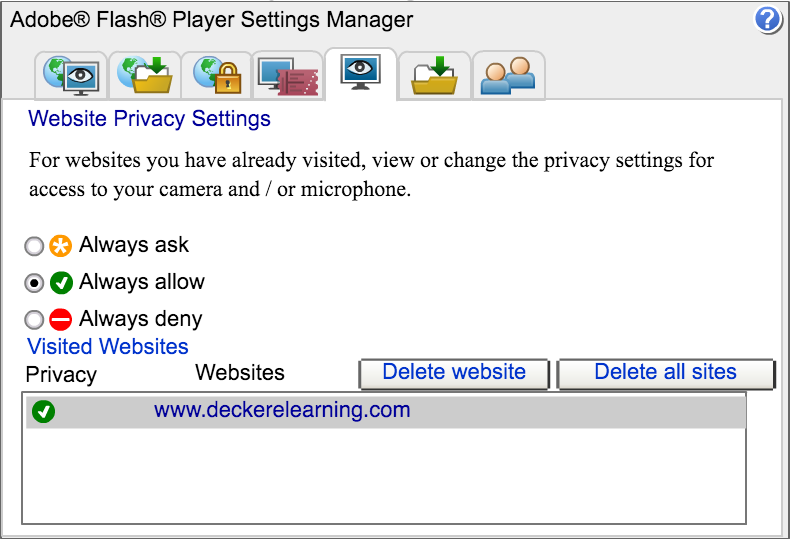 Adobe® Flash® Player Settings Manager
?
Website Privacy Settings
For websites you have already visited, view or change the privacy settings for
access to your camera and / or microphone.
Always ask
Always allow
Always deny
Visited Websites
Privacy Websites Delete website Delete all sites
www.deckerelearning.com